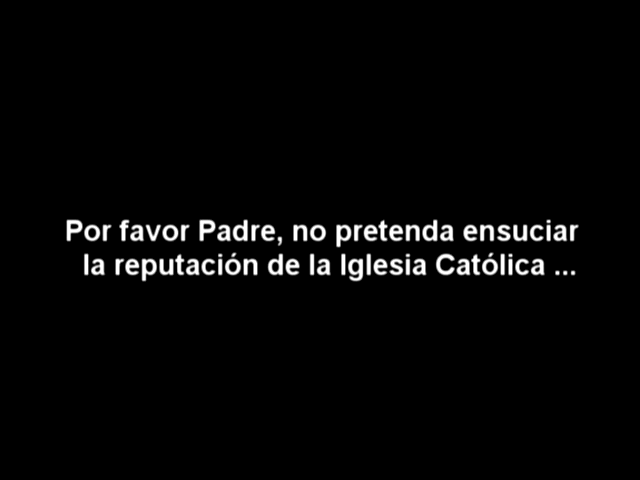 Por favor Padre, no pretenda ensuciar
la reputación de la Iglesia Católica ...